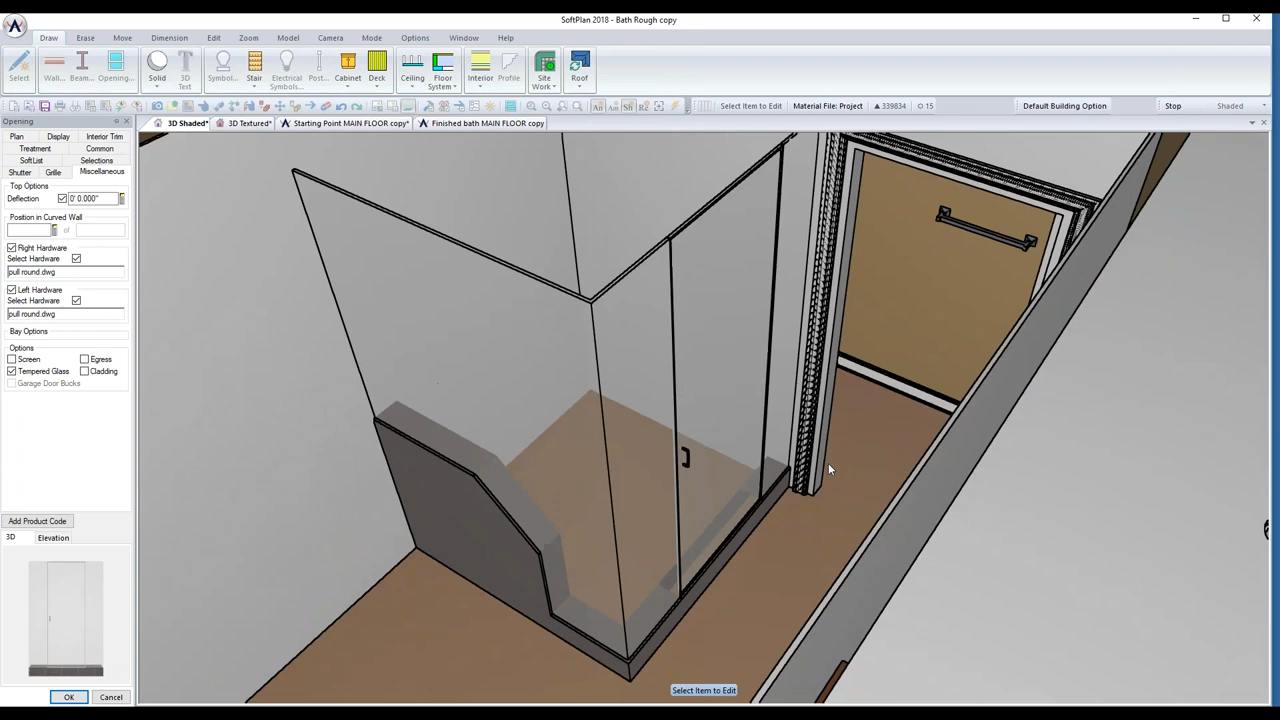 SoftPlan 2018 - Bath Rough copy
Draw Erase Move Dimension Edit Zoom Model Camera Mode Options Window Help
Select Wall... Beam... Opening... Solid 3D Text Symbol... Stair Electrical Symbols... Post... Cabinet Deck Ceiling Floor System Interior Profile Site Work Roof
Select Item to Edit Material File: Project 339834 15 Default Building Option Stop Shaded
Opening
3D Shaded* 3D Textured* Starting Point MAIN FLOOR copy* Finished bath MAIN FLOOR copy
Plan Display Interior Trim
Treatment Common
SoftList Selections
Shutter Grille Miscellaneous
Top Options
Deflection 0' 0.000"
Position in Curved Wall
of
Right Hardware
Select Hardware
pull round.dwg
Left Hardware
Select Hardware
pull round.dwg
Bay Options
Options
Screen Egress
Tempered Glass Cladding
Garage Door Bucks
Add Product Code
3D Elevation
OK Cancel
Select Item to Edit